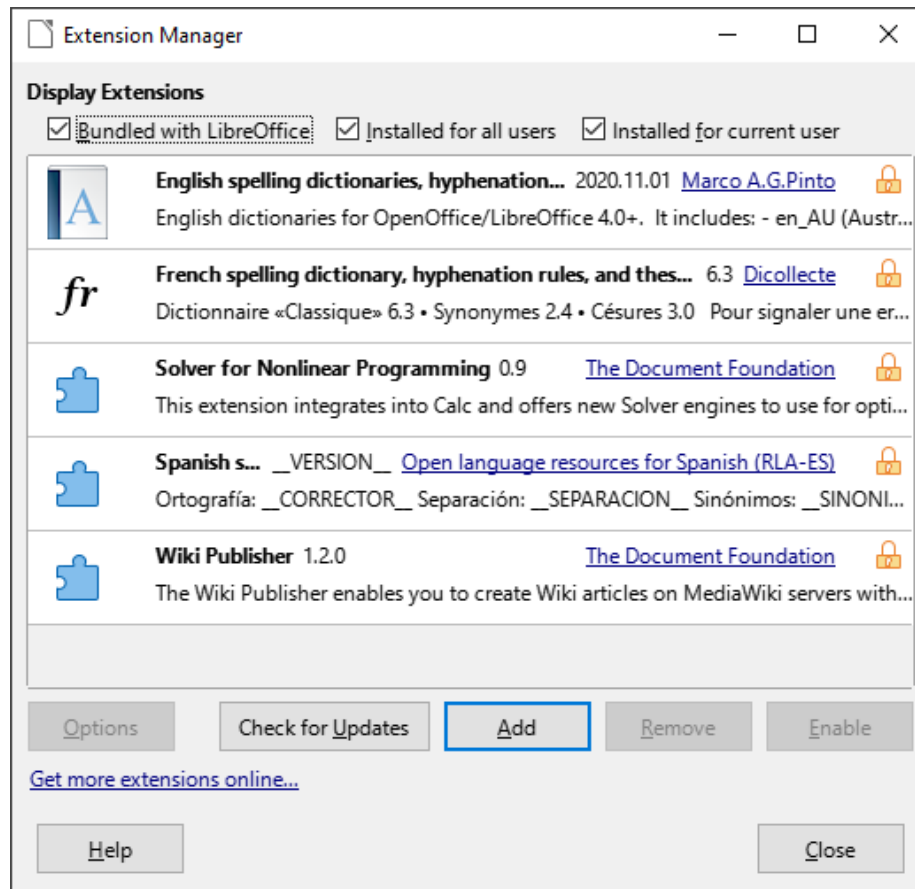 Extension Manager
Display Extensions
Bundled with LibreOffice Installed for all users Installed for current user
A English spelling dictionaries, hyphenation... 2020.11.01 Marco A.G.Pinto
English dictionaries for OpenOffice/LibreOffice 4.0+. It includes: - en_AU (Austr...
fr French spelling dictionary, hyphenation rules, and thes... 6.3 Dicollecte
Dictionnaire «Classique» 6.3 • Synonymes 2.4 • Césures 3.0 Pour signaler une er...
Solver for Nonlinear Programming 0.9 The Document Foundation
This extension integrates into Calc and offers new Solver engines to use for opti...
Spanish s... __VERSION__ Open language resources for Spanish (RLA-ES)
Ortografía: __CORRECTOR__ Separación: __SEPARACION__ Sinónimos: __SINONI...
Wiki Publisher 1.2.0 The Document Foundation
The Wiki Publisher enables you to create Wiki articles on MediaWiki servers with...
Options Check for Updates Add Remove Enable
Get more extensions online...
Help Close